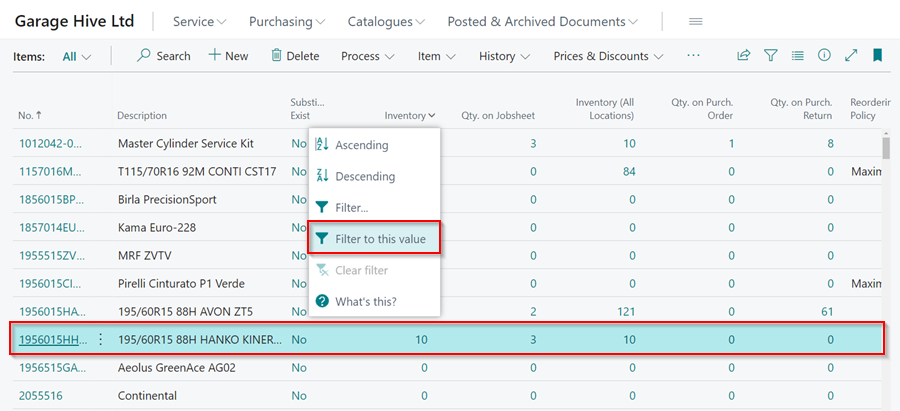 Garage Hive Ltd Service Purchasing Catalogues Posted & Archived Documents
Items: All Search New Delete Process Item History Prices & Discounts ...
No. ↑ Description Substi... Exist Inventory Qty. on Jobsheet Inventory (All Locations) Qty. on Purch. Order Qty. on Purch. Return Reorderin Policy
1012042-0... Master Cylinder Service Kit No 3 10 1 8
1157016M... T115/70R16 92M CONTI CST17 No 0 84 0 0 Maxim
1856015BP... Birla PrecisionSport No 0 0 0 0
1857014EU... Kama Euro-228 No 0 0 0 0
1955515ZV... MRF ZVTV No 0 0 0 0
1956015CI... Pirelli Cinturato P1 Verde No 0 0 0 0 Maxim
1956015HA... 195/60R15 88H AVON ZT5 No 2 121 0 61
1956015HH... 195/60R15 88H HANKO KINER... No 10 3 10 0 0
1956515GA... Aeolus GreenAce AG02 No 0 0 0 0 0
2055516 Continental No 0 0 0 0 0
Ascending
Descending
Filter...
Filter to this value
Clear filter
What's this?